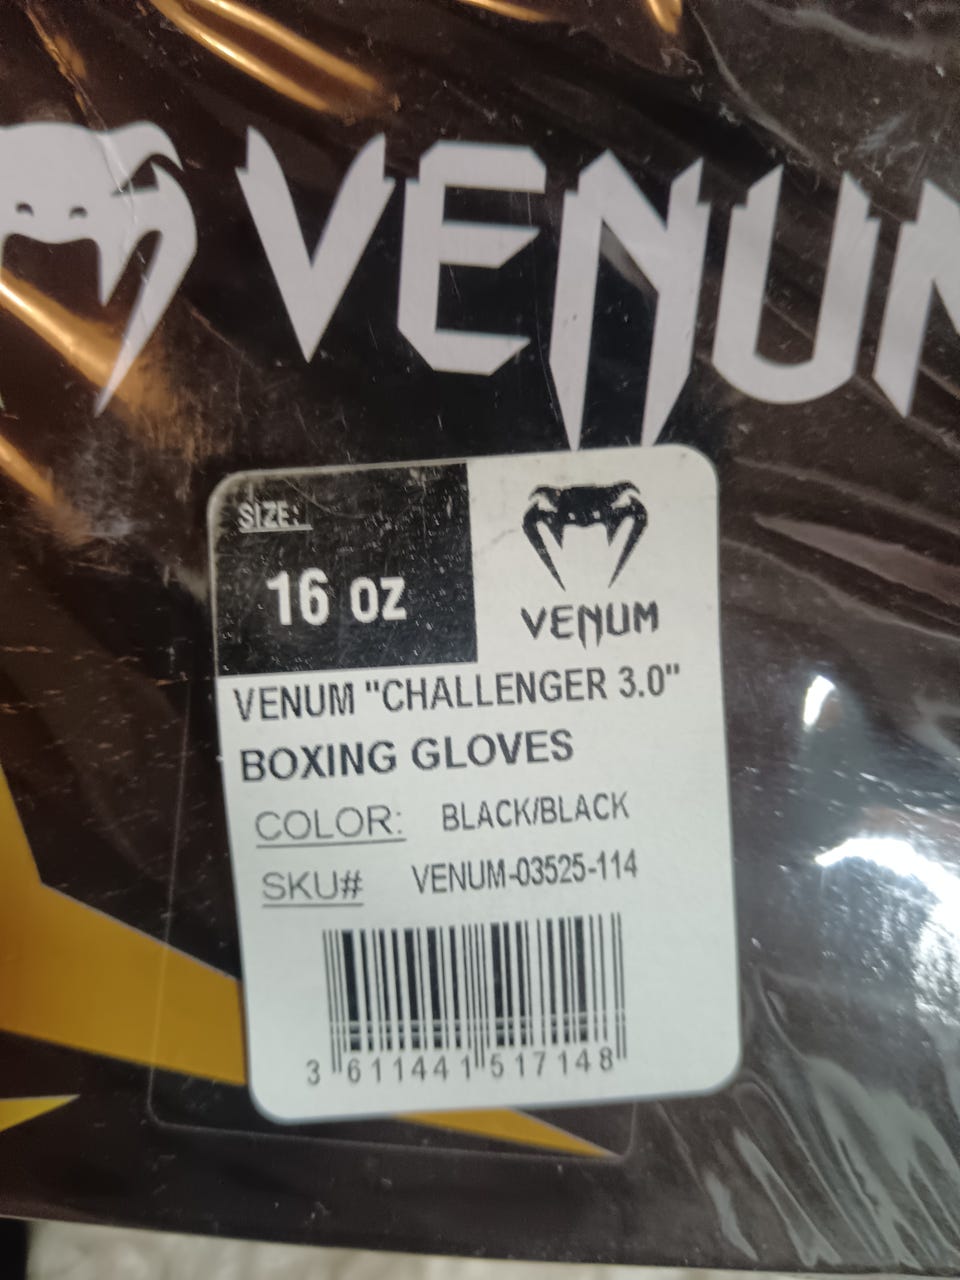 VENUM
SIZE:
16 oz
VENUM
VENUM "CHALLENGER 3.0"
BOXING GLOVES
COLOR: BLACK/BLACK
SKU# VENUM-03525-114
3 611441 517148